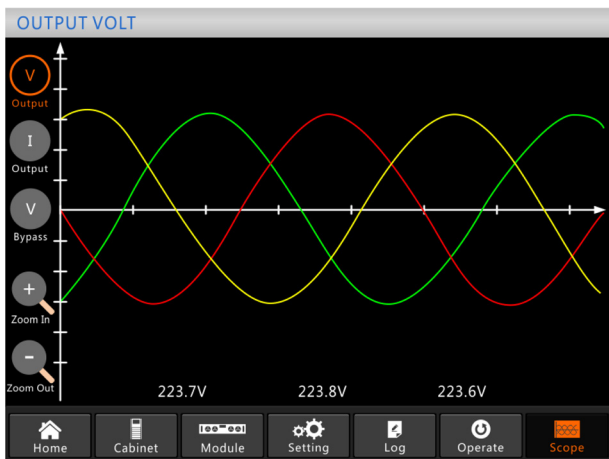 OUTPUT VOLT
V
Output
I
Output
V
Bypass
+
Zoom In
-
Zoom Out
223.7V 223.8V 223.6V
Home Cabinet Module Setting Log Operate Scope